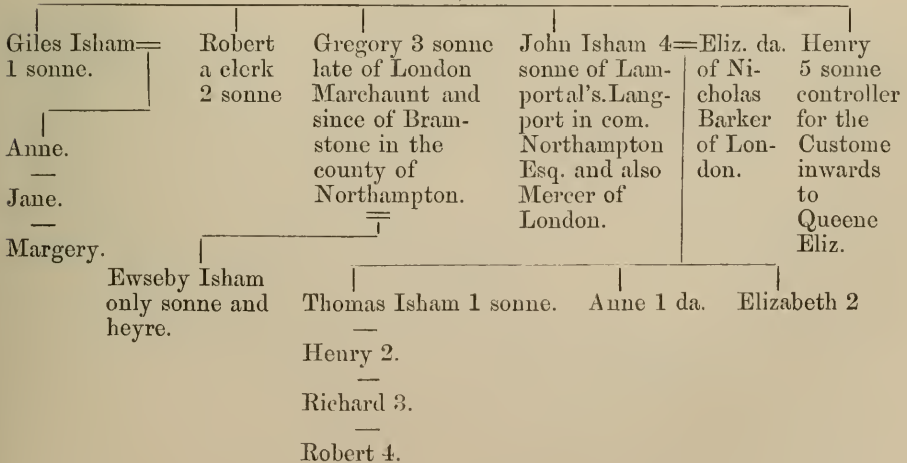 Giles Isham
1 sonne.
Robert
a clerk
2 sonne
Gregory 3 sonne
late of London
Marchaunt and
since of Bram-
stone in the
county of
Northampton.
John Isham 4
sonne of Lam-
portal's.Lang-
port in com.
Northampton
Esq. and also
Mercer of
London.
Eliz. da.
of Ni-
cholas
Barker
of Lon-
don.
Henry
5 sonne
controller
for the
Custome
inwards
to
Queene
Eliz.
Anne.
Jane.
Margery.
Ewseby Isham
only sonne and
heyre.
Thomas Isham 1 sonne.
Anne 1 da.
Elizabeth 2
Henry 2.
Richard 3.
Robert 4.